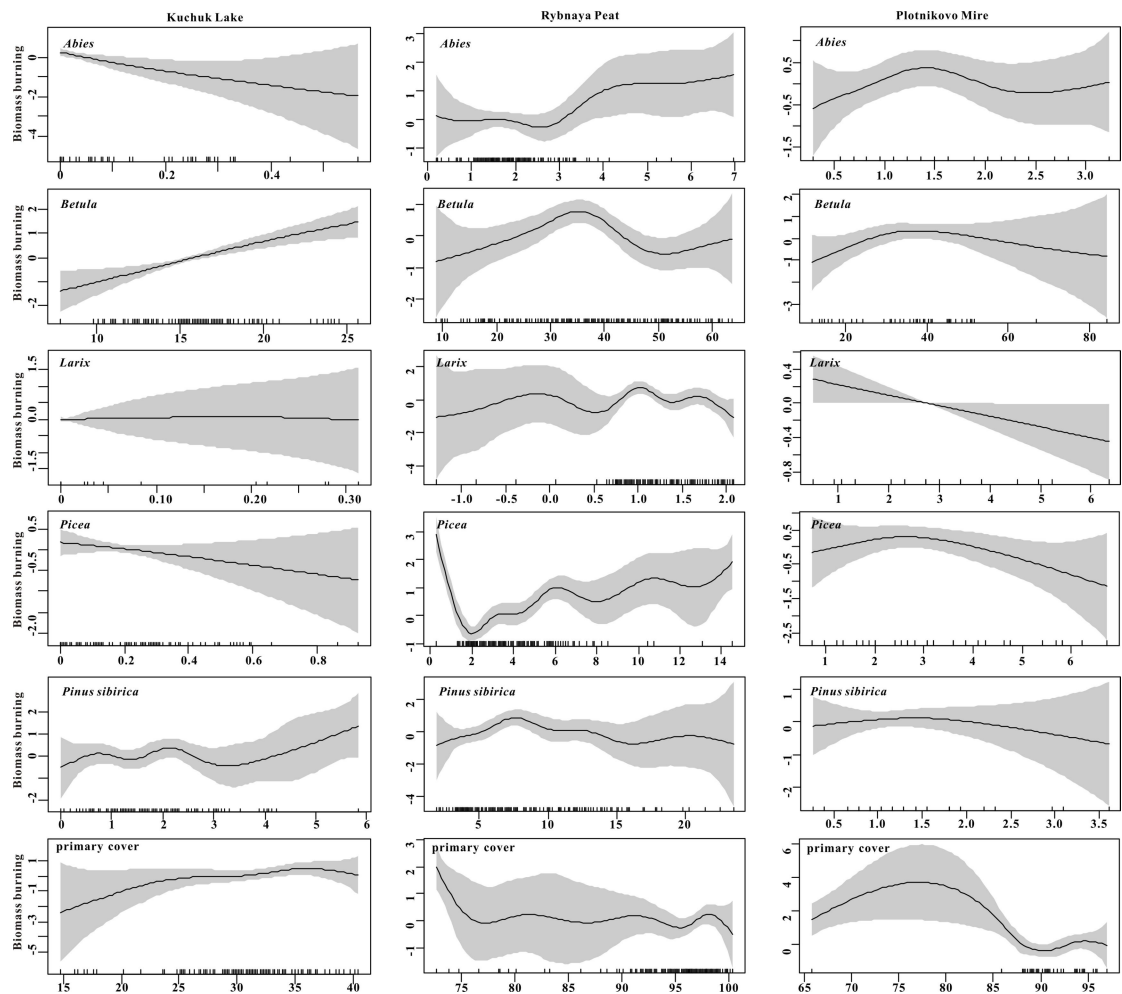 Kuchuk Lake
Rybnaya Peat
Plotnikovo Mire
Biomass burning
Abies
0
-2
-4
0 0.2 0.4
Abies
3
2
1
0
-1
0 1 2 3 4 5 6 7
Abies
0.5
-0.5
-1.5
0.5 1.0 1.5 2.0 2.5 3.0
Biomass burning
Betula
2
1
0
-2
10 15 20 25
Betula
1
0
-1
-2
10 20 30 40 50 60
Betula
2
1
0
-1
-3
20 40 60 80
Biomass burning
Larix
1.5
0.0
-1.5
0 0.10 0.20 0.30
Larix
2
0
-2
-4
-1.0 -0.5 0.0 0.5 1.0 1.5 2.0
Larix
0.4
0.0
-0.4
-0.8
1 2 3 4 5 6
Biomass burning
Picea
0.5
-0.5
-2.0
0 0.2 0.4 0.6 0.8
Picea
3
2
1
0
-1
0 2 4 6 8 10 12 14
Picea
0.5
-0.5
-1.5
-2.5
1 2 3 4 5 6
Biomass burning
Pinus sibirica
2
1
0
-2
0 1 2 3 4 5 6
Pinus sibirica
2
0
-2
-4
5 10 15 20
Pinus sibirica
1
0
-1
-2
0.5 1.0 1.5 2.0 2.5 3.0 3.5
Biomass burning
primary cover
1
-1
-3
-5
15 20 25 30 35 40
primary cover
2
1
0
-1
75 80 85 90 95 100
primary cover
6
4
2
0
65 70 75 80 85 90 95